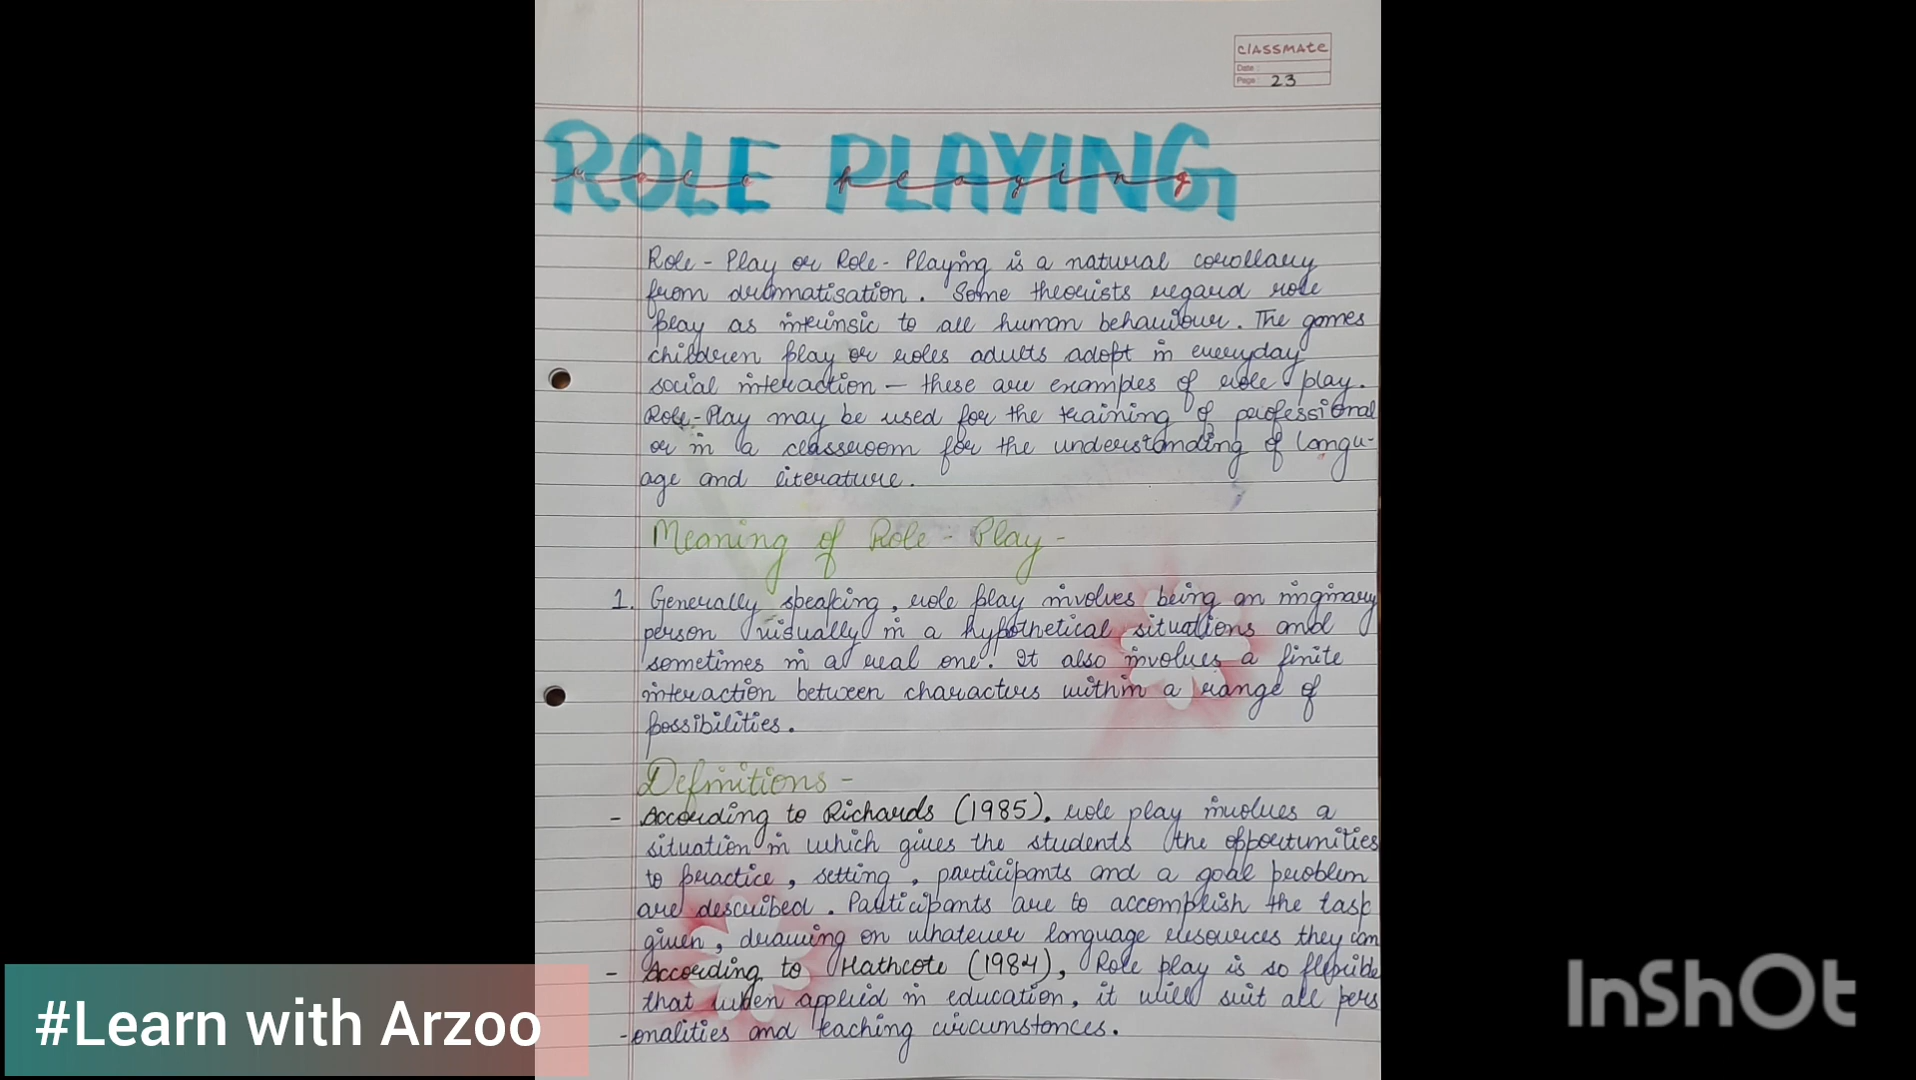 classmate
Date :
Page : 23
ROLE PLAYING
role playing
Role - Play or Role - Playing is a natural corollary
from dramatisation. Some theorists regard role
play as intrinsic to all human behaviour. The games
children play or roles adults adopt in everyday
social interaction — these are examples of role play.
Role-Play may be used for the training of professional
or in a classroom for the understanding of langu-
age and literature.
Meaning of Role - Play -
1. Generally speaking, role play involves being an imginary
person visually in a hypothetical situations and
sometimes in a real one. It also involves a finite
interaction between characters within a range of
possibilities.
Definitions -
- According to Richards (1985). role play involves a
situation in which gives the students the opportunities
to practice, setting, participants and a goal problem
are described. Participants are to accomplish the task
given, drawing on whatever language resources they can
- According to Hathcote (1984), Role play is so flexible
that when applied in education, it will suit all pers
-onalities and teaching circumstances.
#Learn with Arzoo
InShOt